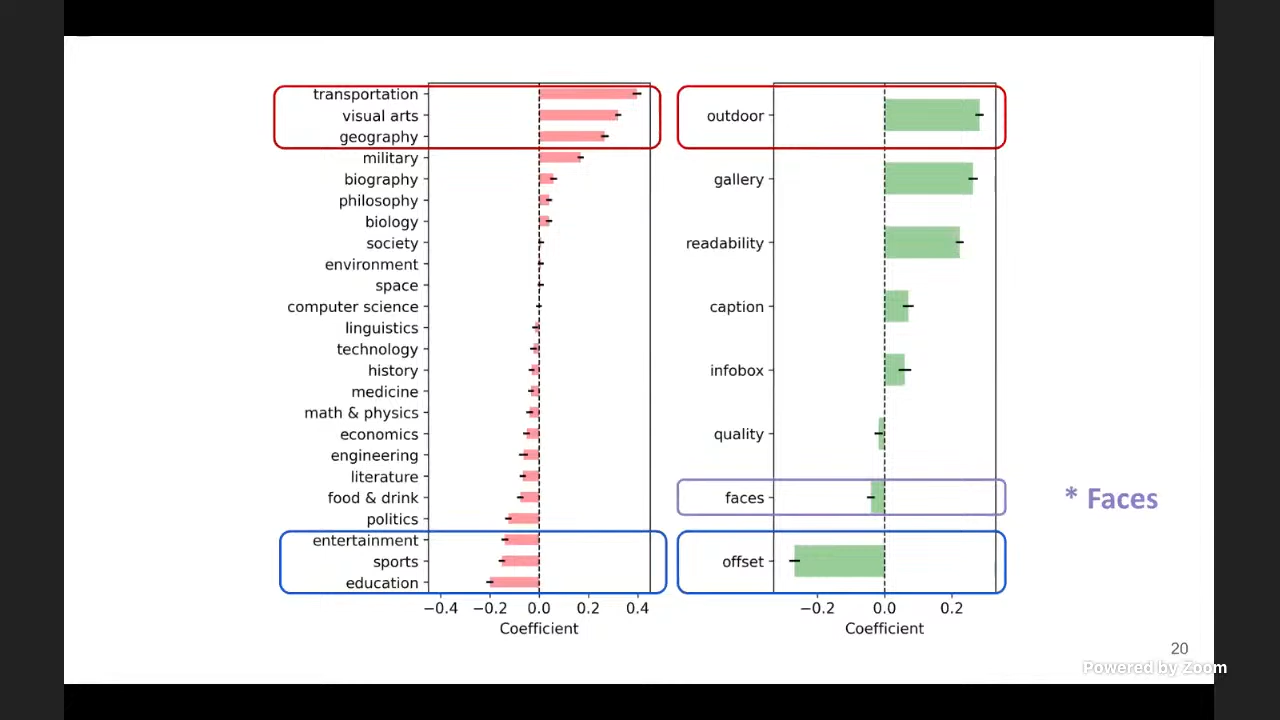 transportation
visual arts
geography
military
biography
philosophy
biology
society
environment
space
computer science
linguistics
technology
history
medicine
math & physics
economics
engineering
literature
food & drink
politics
entertainment
sports
education
−0.4 −0.2 0.0 0.2 0.4
Coefficient
outdoor
gallery
readability
caption
infobox
quality
faces
offset
−0.2 0.0 0.2
Coefficient
* Faces
20
Powered by Zoom